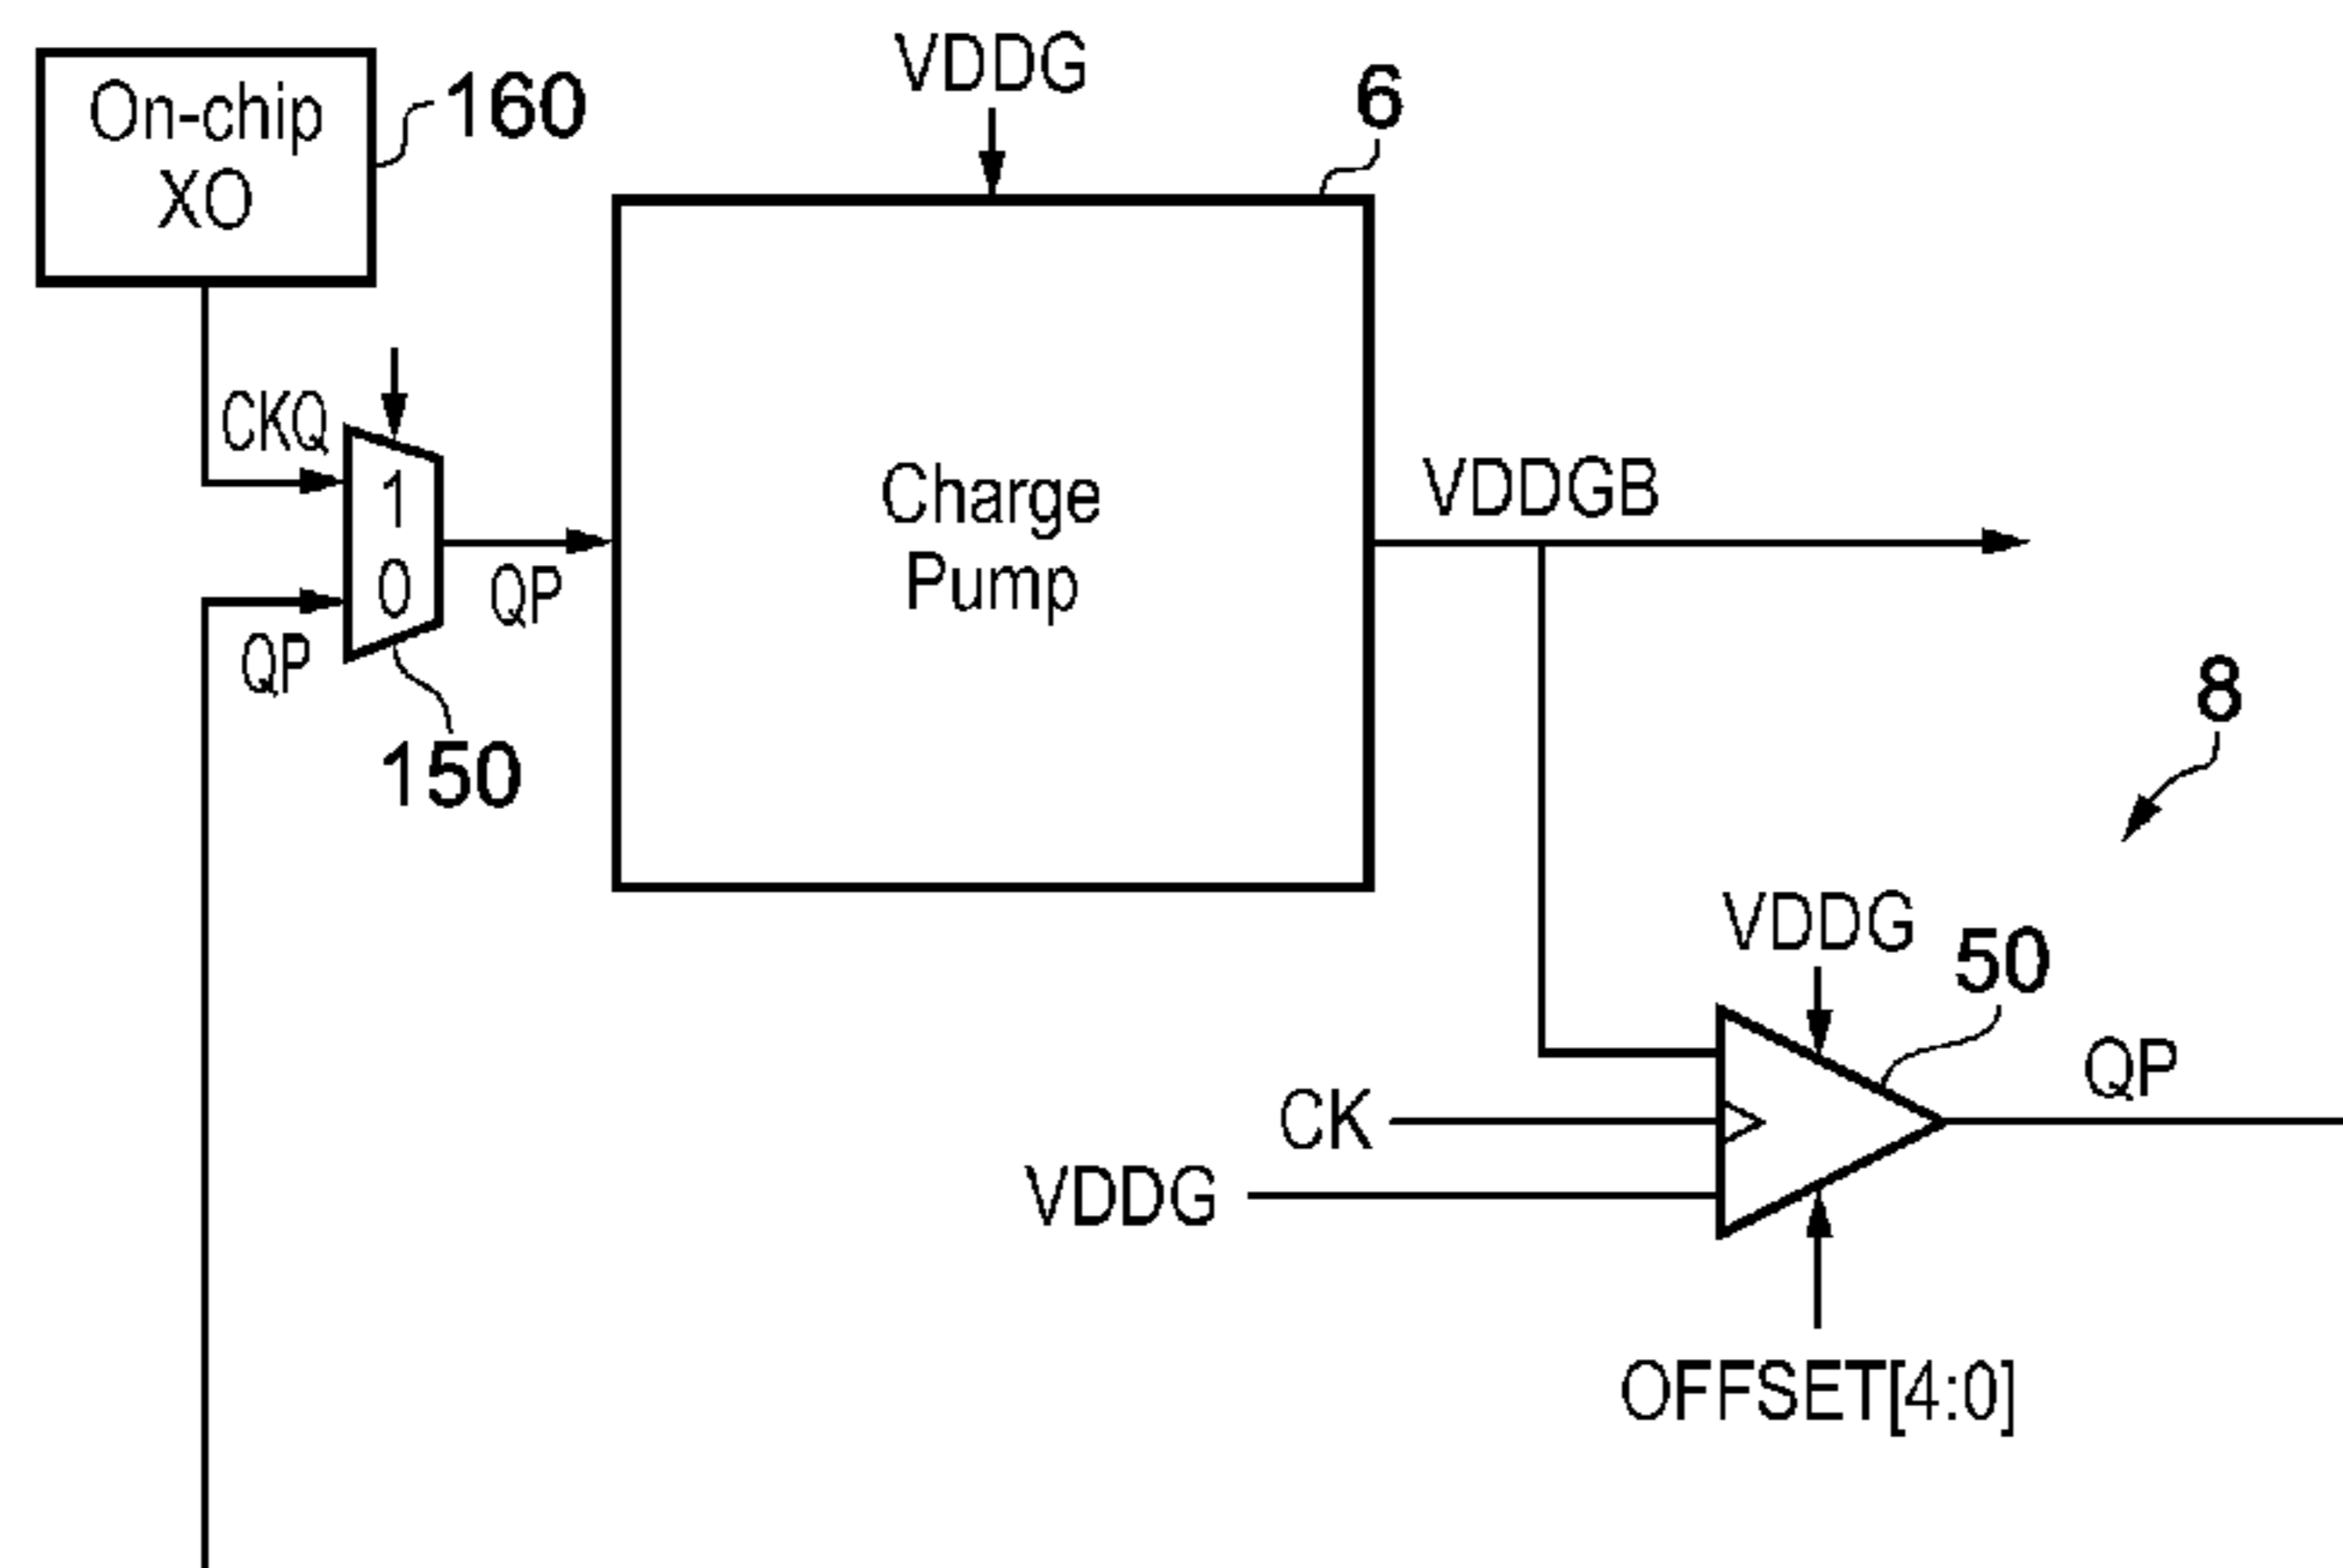 On-chip
XO
160
VDDG
6
CKQ
1
0
QP
QP
150
Charge
Pump
VDDGB
8
VDDG
50
QP
CK
VDDG
OFFSET[4:0]